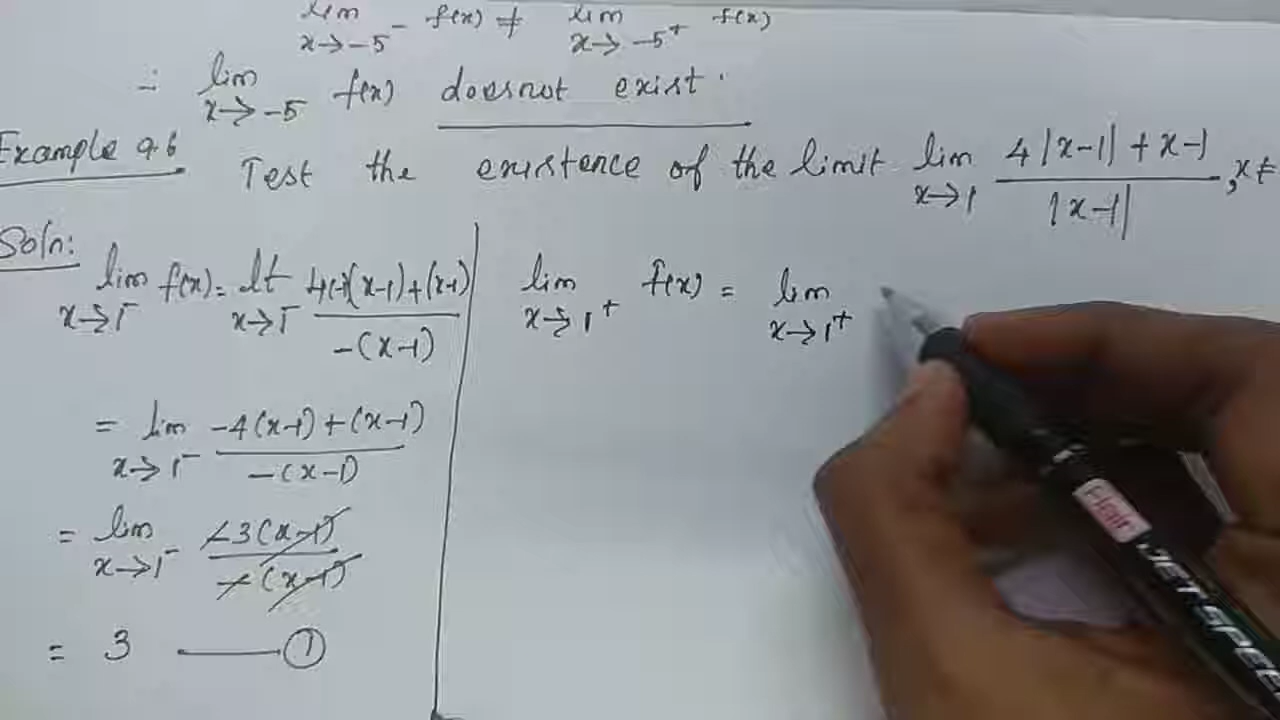 lim x→-5⁻ f(x) ≠ lim x→-5⁺ f(x)
∴ lim x→-5 f(x) doesnot exist.
Example 9.6 Test the existence of the limit lim x→1 (4|x-1| + x-1)/|x-1| , x≠
Soln:
lim x→1⁻ f(x) = lt x→1⁻ (4(-)(x-1)+(x-1))/(-(x-1))
= lim x→1⁻ (-4(x-1)+(x-1))/(-(x-1))
= lim x→1⁻ (-3(x-1))/(-(x-1))
= 3 —— ①
lim x→1⁺ f(x) = lim x→1⁺
Flair
JETSPEE